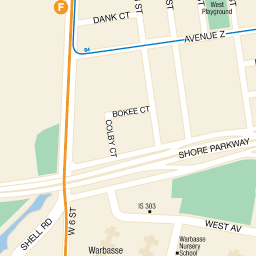 F
DANK CT
ST
ST
West
Playground
AVENUE Z
B4
BOKEE CT
COLBY CT
SHORE PARKWAY
IS 303
W 6 ST
SHELL RD
WEST AV
Warbasse
Warbasse
Nursery
School